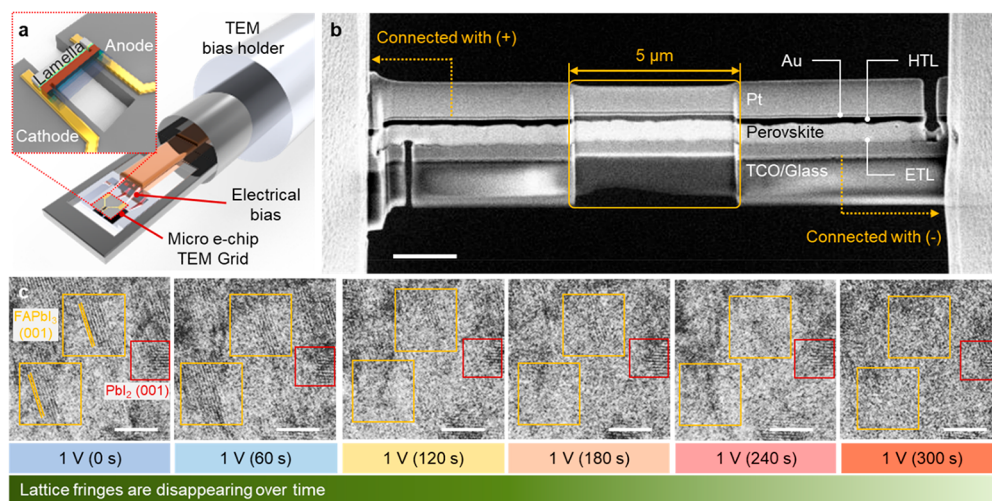 a
TEM
bias holder
Lamella
Anode
Cathode
Electrical
bias
Micro e-chip
TEM Grid
b
Connected with (+)
5 μm
Au
HTL
Pt
Perovskite
TCO/Glass
ETL
Connected with (-)
c
FAPbI₃
(001)
PbI₂ (001)
1 V (0 s)
1 V (60 s)
1 V (120 s)
1 V (180 s)
1 V (240 s)
1 V (300 s)
Lattice fringes are disappearing over time